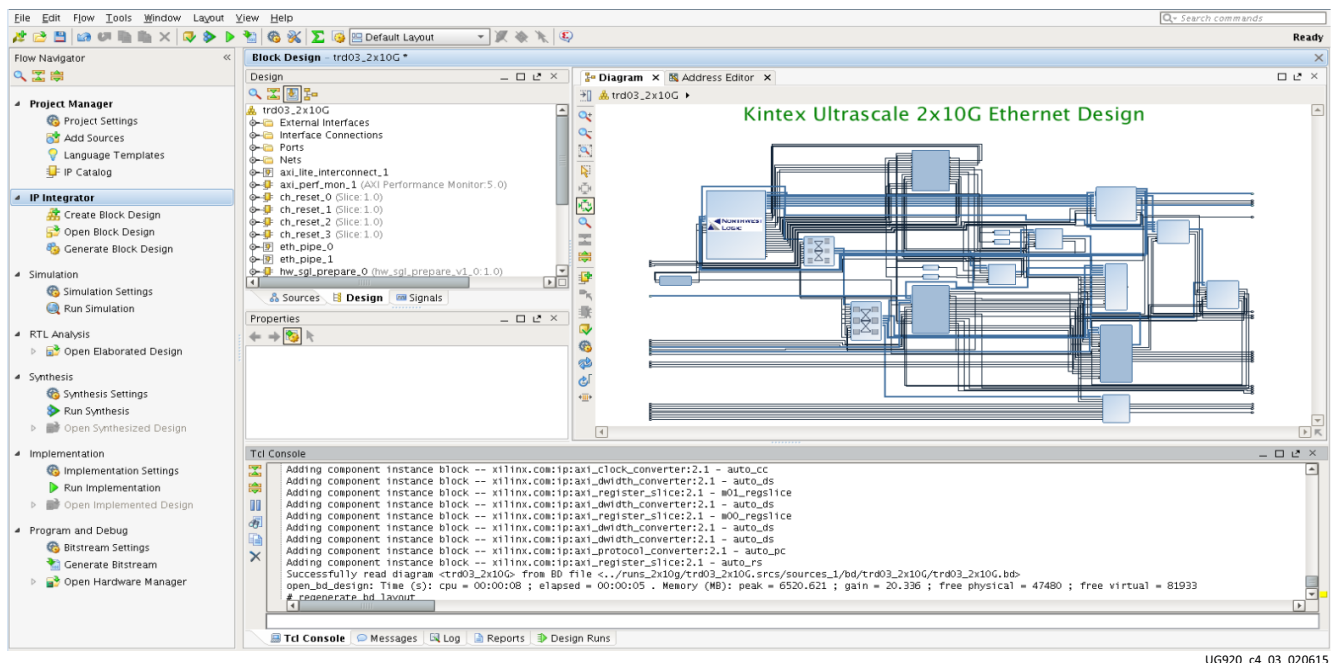 File Edit Flow Tools Window Layout View Help
Q- Search commands
Default Layout
Ready
Flow Navigator
Project Manager
Project Settings
Add Sources
Language Templates
IP Catalog
IP Integrator
Create Block Design
Open Block Design
Generate Block Design
Simulation
Simulation Settings
Run Simulation
RTL Analysis
Open Elaborated Design
Synthesis
Synthesis Settings
Run Synthesis
Open Synthesized Design
Implementation
Implementation Settings
Run Implementation
Open Implemented Design
Program and Debug
Bitstream Settings
Generate Bitstream
Open Hardware Manager
Block Design - trd03_2x10G *
Design
trd03_2x10G
External Interfaces
Interface Connections
Ports
Nets
axi_lite_interconnect_1
axi_perf_mon_1 (AXI Performance Monitor:5.0)
ch_reset_0 (Slice:1.0)
ch_reset_1 (Slice:1.0)
ch_reset_2 (Slice:1.0)
ch_reset_3 (Slice:1.0)
eth_pipe_0
eth_pipe_1
hw_sgl_prepare_0 (hw_sgl_prepare_v1_0:1.0)
Sources Design Signals
Properties
Diagram Address Editor
trd03_2x10G
Kintex Ultrascale 2x10G Ethernet Design
NORTHWEST
LOGIC
Tcl Console
Adding component instance block -- xilinx.com:ip:axi_clock_converter:2.1 - auto_cc
Adding component instance block -- xilinx.com:ip:axi_dwidth_converter:2.1 - auto_ds
Adding component instance block -- xilinx.com:ip:axi_register_slice:2.1 - m01_regslice
Adding component instance block -- xilinx.com:ip:axi_dwidth_converter:2.1 - auto_ds
Adding component instance block -- xilinx.com:ip:axi_register_slice:2.1 - m00_regslice
Adding component instance block -- xilinx.com:ip:axi_dwidth_converter:2.1 - auto_ds
Adding component instance block -- xilinx.com:ip:axi_dwidth_converter:2.1 - auto_ds
Adding component instance block -- xilinx.com:ip:axi_protocol_converter:2.1 - auto_pc
Adding component instance block -- xilinx.com:ip:axi_register_slice:2.1 - auto_rs
Successfully read diagram <trd03_2x10G> from BD file <../runs_2x10g/trd03_2x10G.srcs/sources_1/bd/trd03_2x10G/trd03_2x10G.bd>
open_bd_design: Time (s): cpu = 00:00:08 ; elapsed = 00:00:05 . Memory (MB): peak = 6520.621 ; gain = 20.336 ; free physical = 47480 ; free virtual = 81933
# regenerate_bd_layout
Tcl Console Messages Log Reports Design Runs
UG920_c4_03_020615